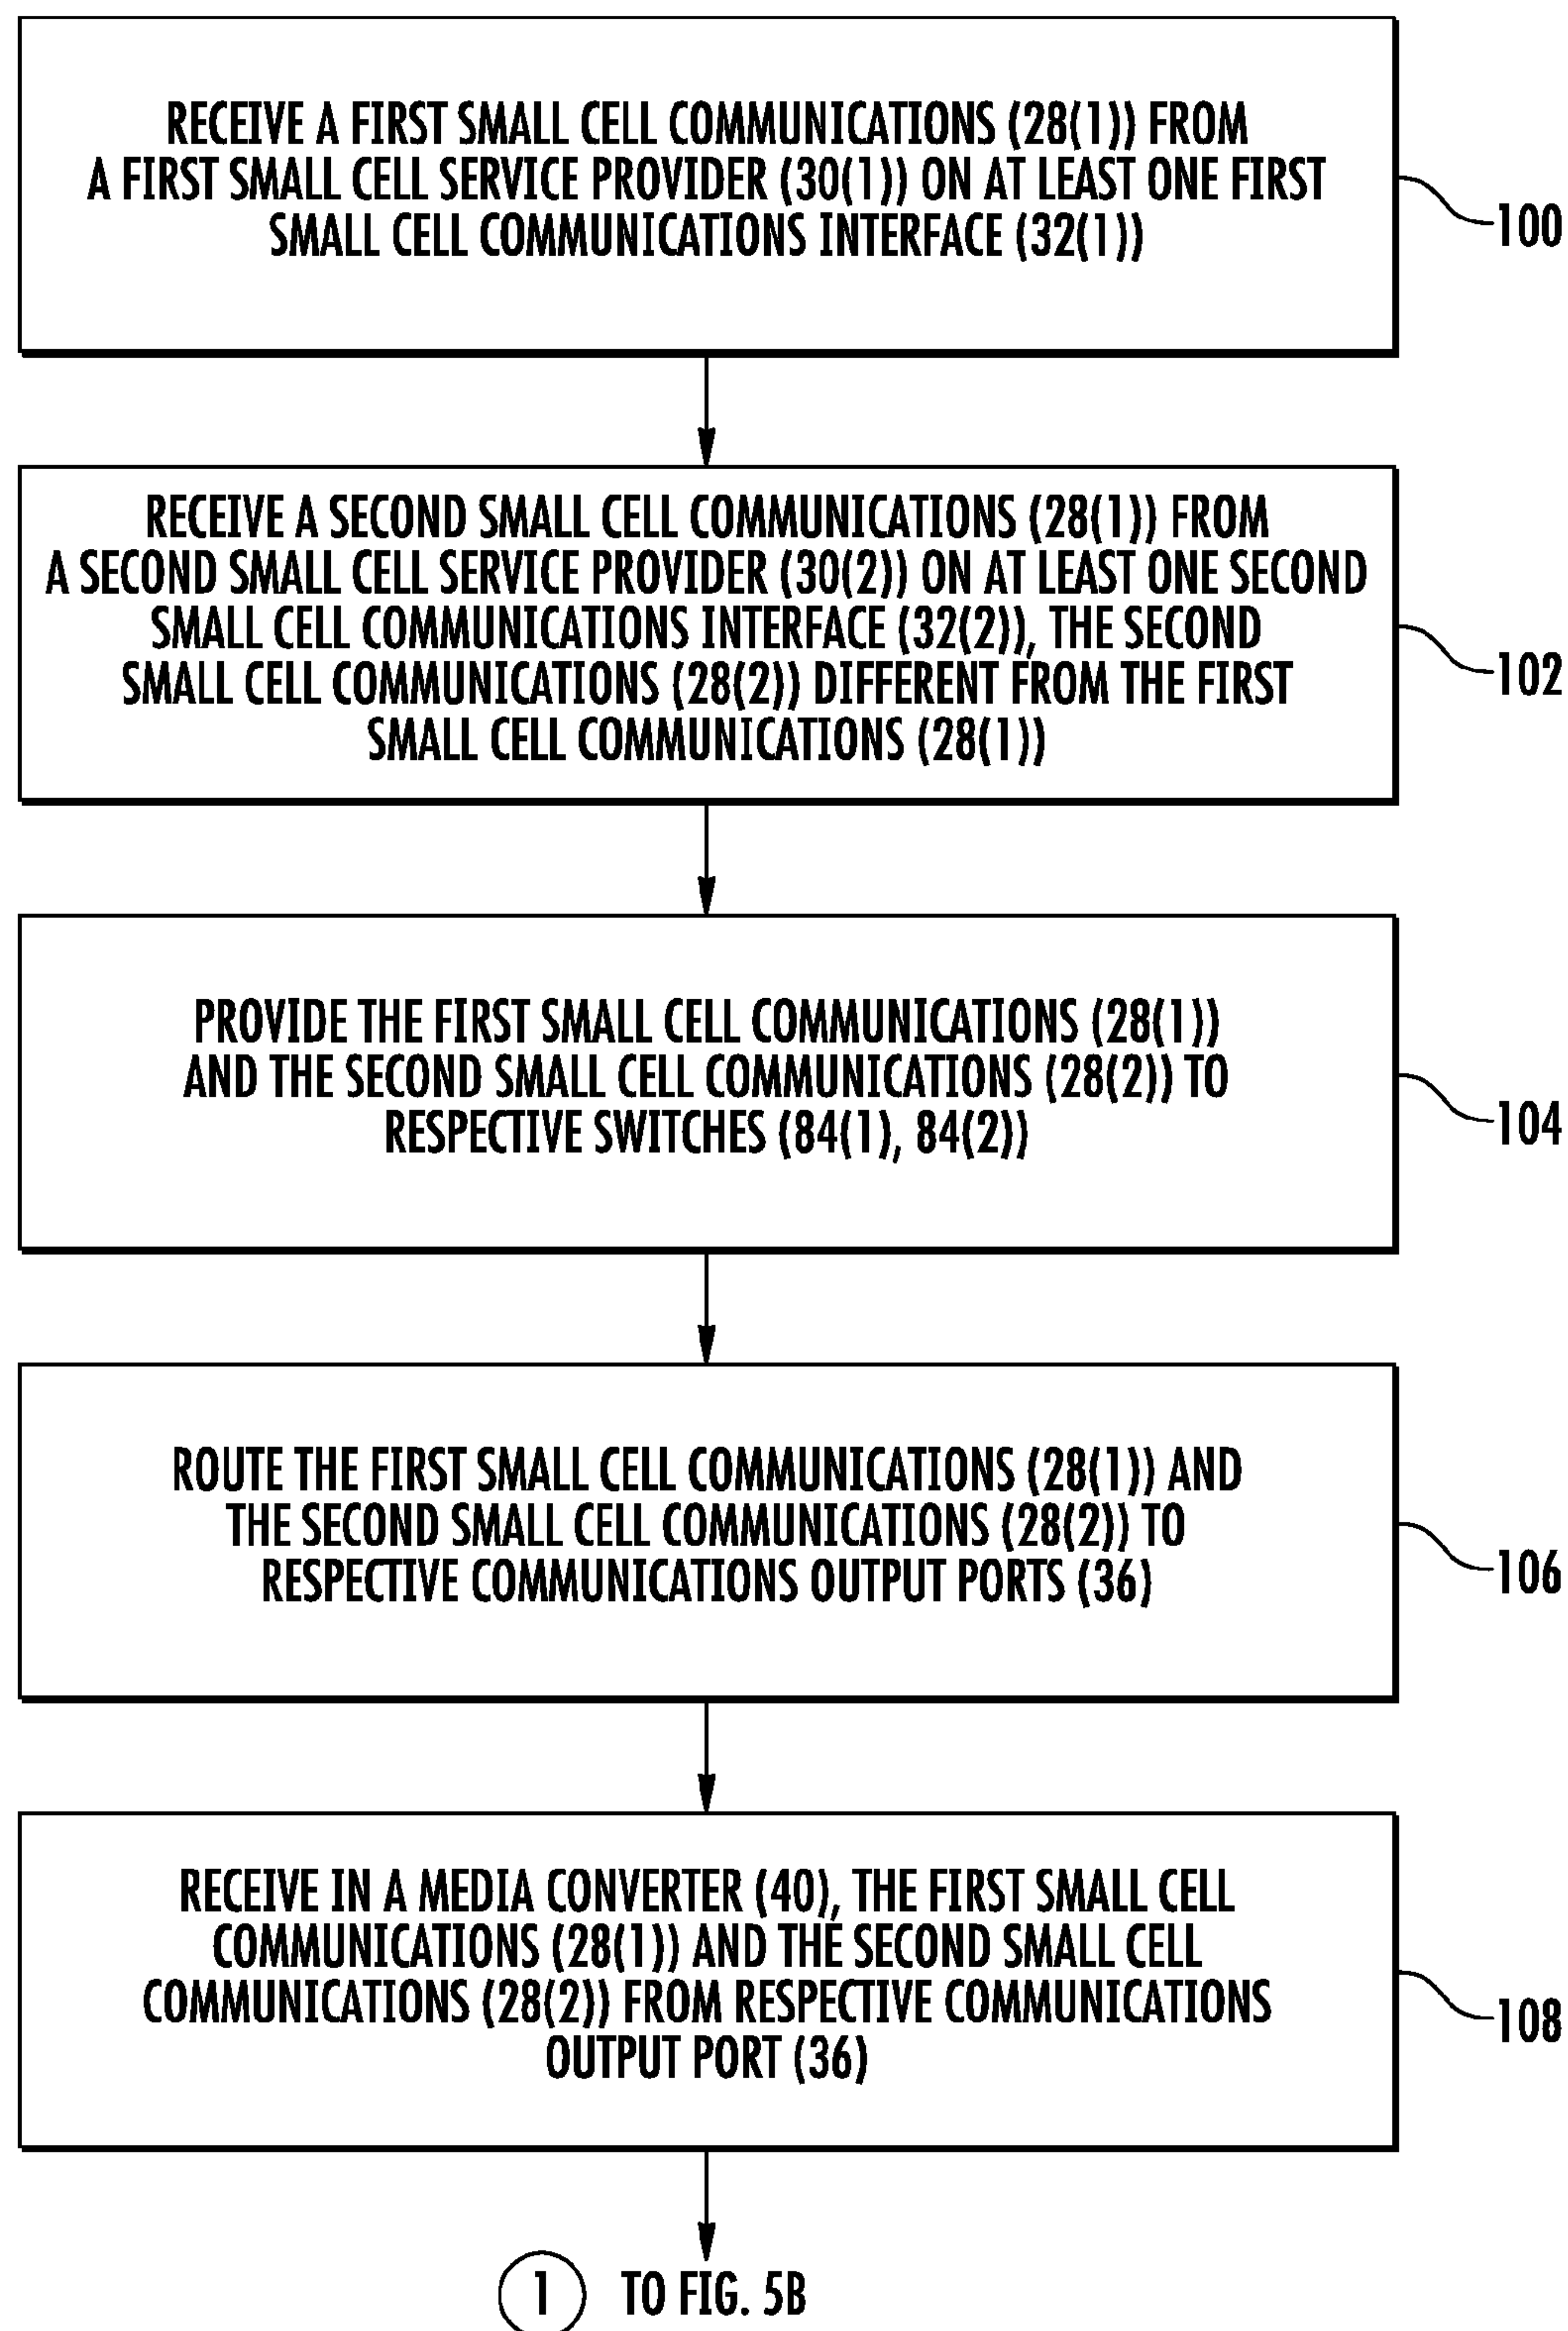 RECEIVE A FIRST SMALL CELL COMMUNICATIONS (28(1)) FROM
A FIRST SMALL CELL SERVICE PROVIDER (30(1)) ON AT LEAST ONE FIRST
SMALL CELL COMMUNICATIONS INTERFACE (32(1))
100
RECEIVE A SECOND SMALL CELL COMMUNICATIONS (28(1)) FROM
A SECOND SMALL CELL SERVICE PROVIDER (30(2)) ON AT LEAST ONE SECOND
SMALL CELL COMMUNICATIONS INTERFACE (32(2)), THE SECOND
SMALL CELL COMMUNICATIONS (28(2)) DIFFERENT FROM THE FIRST
SMALL CELL COMMUNICATIONS (28(1))
102
PROVIDE THE FIRST SMALL CELL COMMUNICATIONS (28(1))
AND THE SECOND SMALL CELL COMMUNICATIONS (28(2)) TO
RESPECTIVE SWITCHES (84(1), 84(2))
104
ROUTE THE FIRST SMALL CELL COMMUNICATIONS (28(1)) AND
THE SECOND SMALL CELL COMMUNICATIONS (28(2)) TO
RESPECTIVE COMMUNICATIONS OUTPUT PORTS (36)
106
RECEIVE IN A MEDIA CONVERTER (40), THE FIRST SMALL CELL
COMMUNICATIONS (28(1)) AND THE SECOND SMALL CELL
COMMUNICATIONS (28(2)) FROM RESPECTIVE COMMUNICATIONS
OUTPUT PORT (36)
108
1 TO FIG. 5B